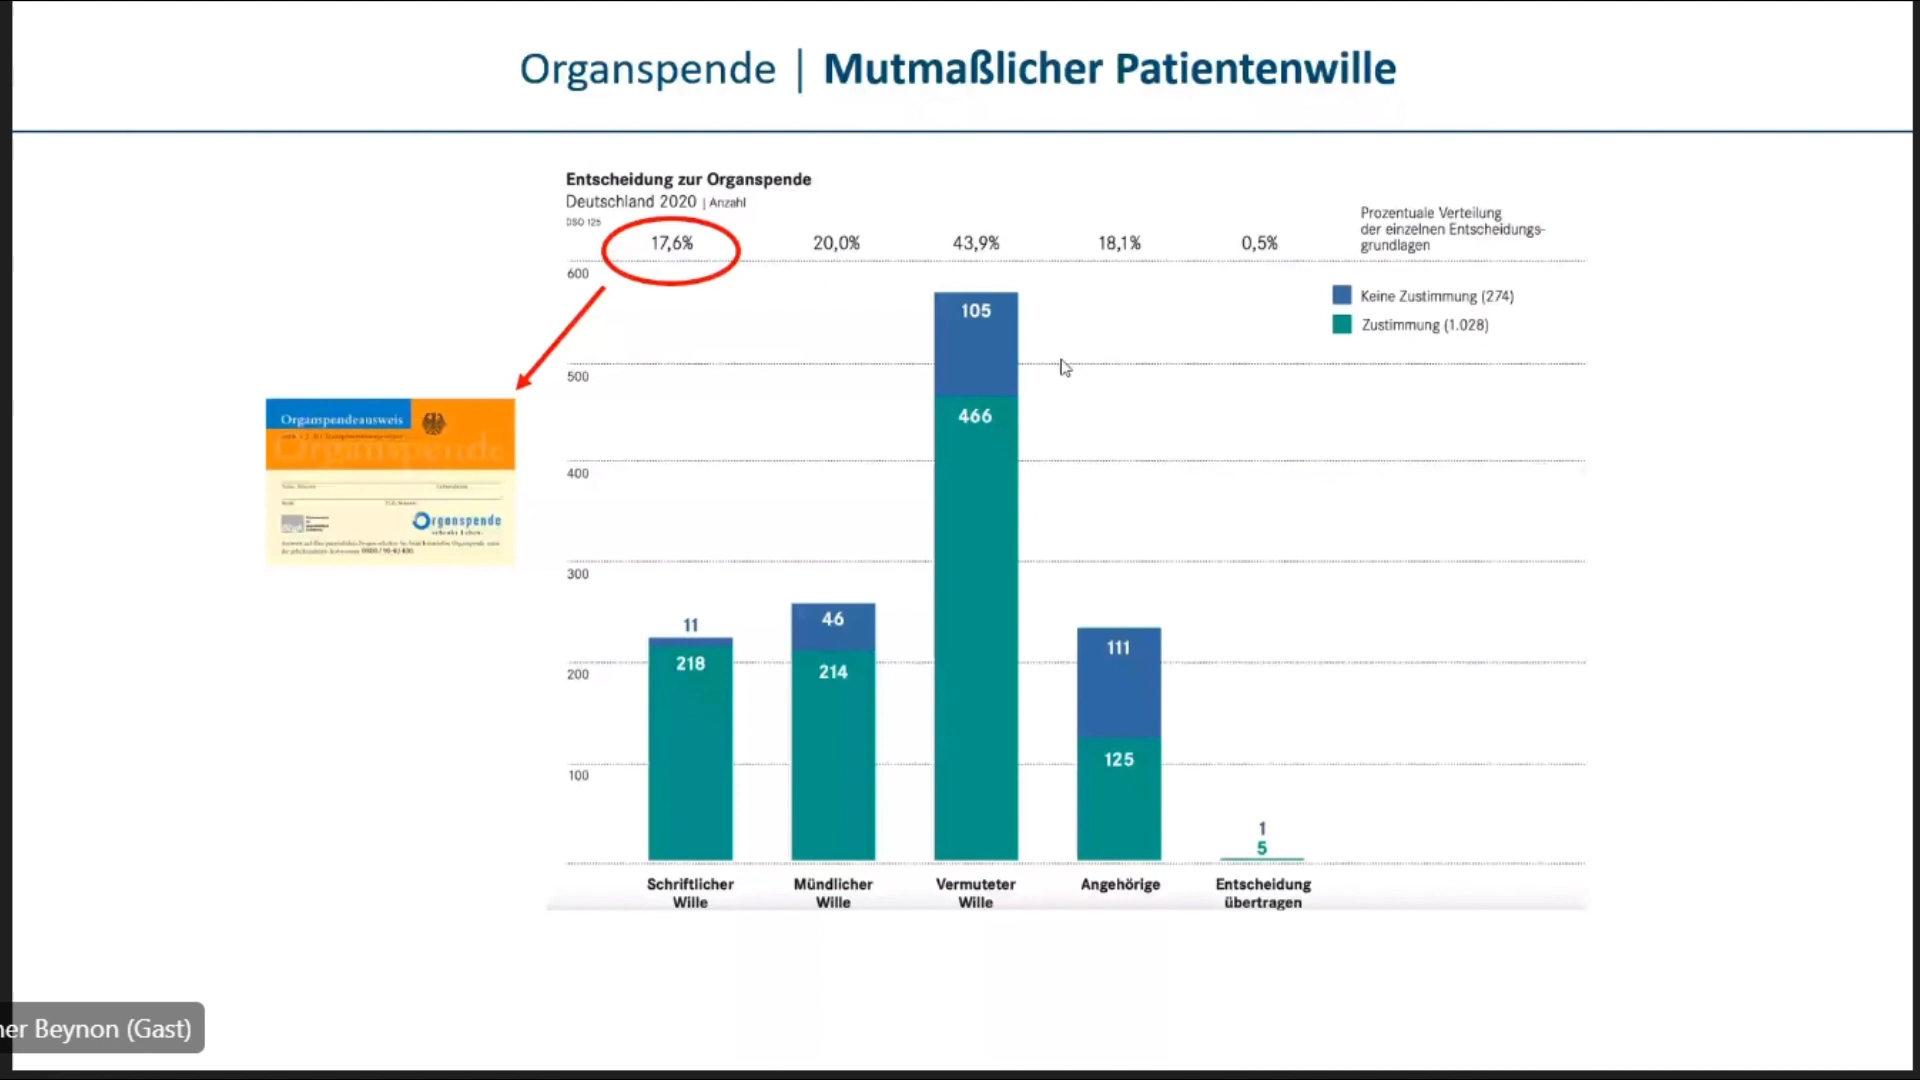 Organspende | Mutmaßlicher Patientenwille
Entscheidung zur Organspende
Deutschland 2020 | Anzahl
DSO 125
17,6%
20,0%
43,9%
18,1%
0,5%
Prozentuale Verteilung
der einzelnen Entscheidungs-
grundlagen
Keine Zustimmung (274)
Zustimmung (1.028)
600
500
400
300
200
100
11
218
46
214
105
466
111
125
1
5
Schriftlicher
Wille
Mündlicher
Wille
Vermuteter
Wille
Angehörige
Entscheidung
übertragen
Organspendeausweis
Organspende
Organspende
schenkt Leben.
ner Beynon (Gast)